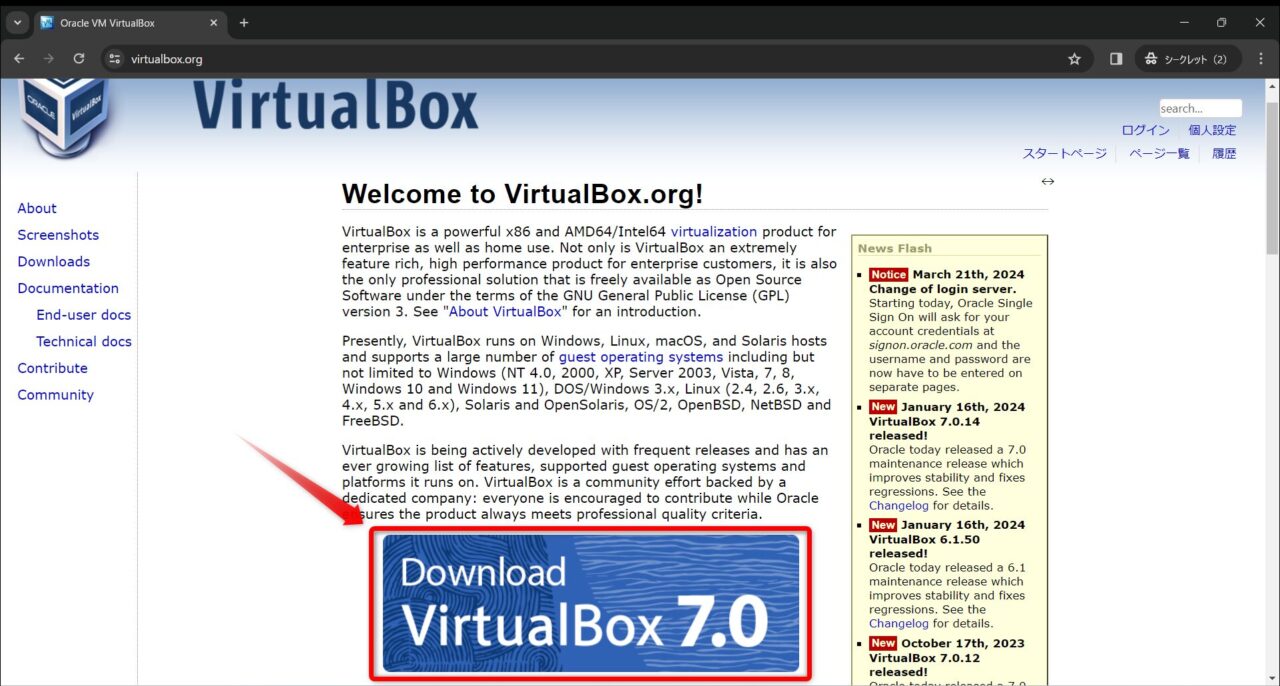 Oracle VM VirtualBox
virtualbox.org
シークレット (2)
ORACLE
VirtualBox
VirtualBox
search...
ログイン
個人設定
スタートページ
ページ一覧
履歴
About
Screenshots
Downloads
Documentation
End-user docs
Technical docs
Contribute
Community
Welcome to VirtualBox.org!
VirtualBox is a powerful x86 and AMD64/Intel64 virtualization product for
enterprise as well as home use. Not only is VirtualBox an extremely
feature rich, high performance product for enterprise customers, it is also
the only professional solution that is freely available as Open Source
Software under the terms of the GNU General Public License (GPL)
version 3. See "About VirtualBox" for an introduction.
Presently, VirtualBox runs on Windows, Linux, macOS, and Solaris hosts
and supports a large number of guest operating systems including but
not limited to Windows (NT 4.0, 2000, XP, Server 2003, Vista, 7, 8,
Windows 10 and Windows 11), DOS/Windows 3.x, Linux (2.4, 2.6, 3.x,
4.x, 5.x and 6.x), Solaris and OpenSolaris, OS/2, OpenBSD, NetBSD and
FreeBSD.
VirtualBox is being actively developed with frequent releases and has an
ever growing list of features, supported guest operating systems and
platforms it runs on. VirtualBox is a community effort backed by a
dedicated company: everyone is encouraged to contribute while Oracle
ensures the product always meets professional quality criteria.
Download
VirtualBox 7.0
News Flash
Notice March 21th, 2024
Change of login server.
Starting today, Oracle Single
Sign On will ask for your
account credentials at
signon.oracle.com and the
username and password are
now have to be entered on
separate pages.
New January 16th, 2024
VirtualBox 7.0.14
released!
Oracle today released a 7.0
maintenance release which
improves stability and fixes
regressions. See the
Changelog for details.
New January 16th, 2024
VirtualBox 6.1.50
released!
Oracle today released a 6.1
maintenance release which
improves stability and fixes
regressions. See the
Changelog for details.
New October 17th, 2023
VirtualBox 7.0.12
released!
Oracle today released a 7.0